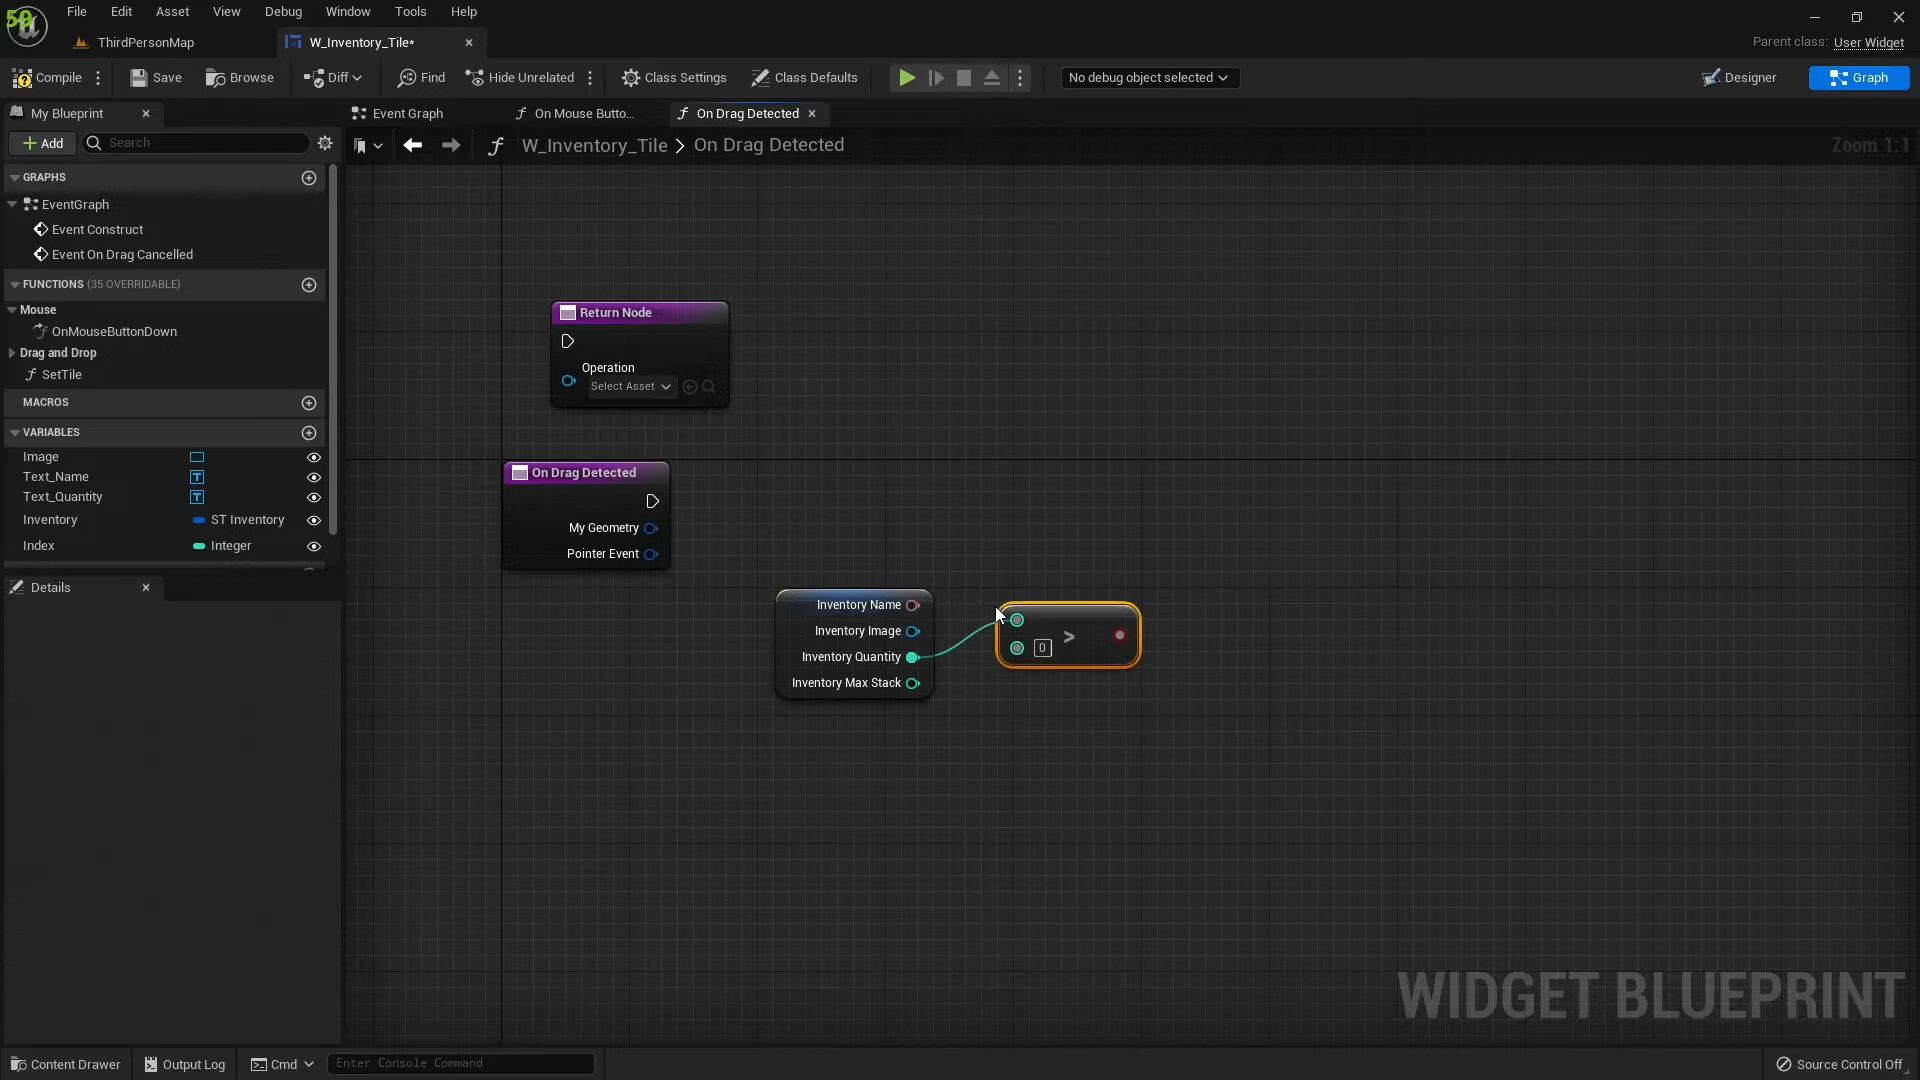 50
File Edit Asset View Debug Window Tools Help
ThirdPersonMap
W_Inventory_Tile*
Parent class: User Widget
Compile
Save
Browse
Diff
Find
Hide Unrelated
Class Settings
Class Defaults
No debug object selected
Designer
Graph
My Blueprint
Event Graph
On Mouse Butto...
On Drag Detected
Add
Search
W_Inventory_Tile > On Drag Detected
Zoom 1:1
GRAPHS
EventGraph
Event Construct
Event On Drag Cancelled
FUNCTIONS (35 OVERRIDABLE)
Mouse
OnMouseButtonDown
Drag and Drop
SetTile
MACROS
VARIABLES
Image
Text_Name
Text_Quantity
Inventory ST Inventory
Index Integer
Details
Return Node
Operation
Select Asset
On Drag Detected
My Geometry
Pointer Event
Inventory Name
Inventory Image
Inventory Quantity
Inventory Max Stack
0
>
WIDGET BLUEPRINT
Content Drawer
Output Log
Cmd
Enter Console Command
Source Control Off